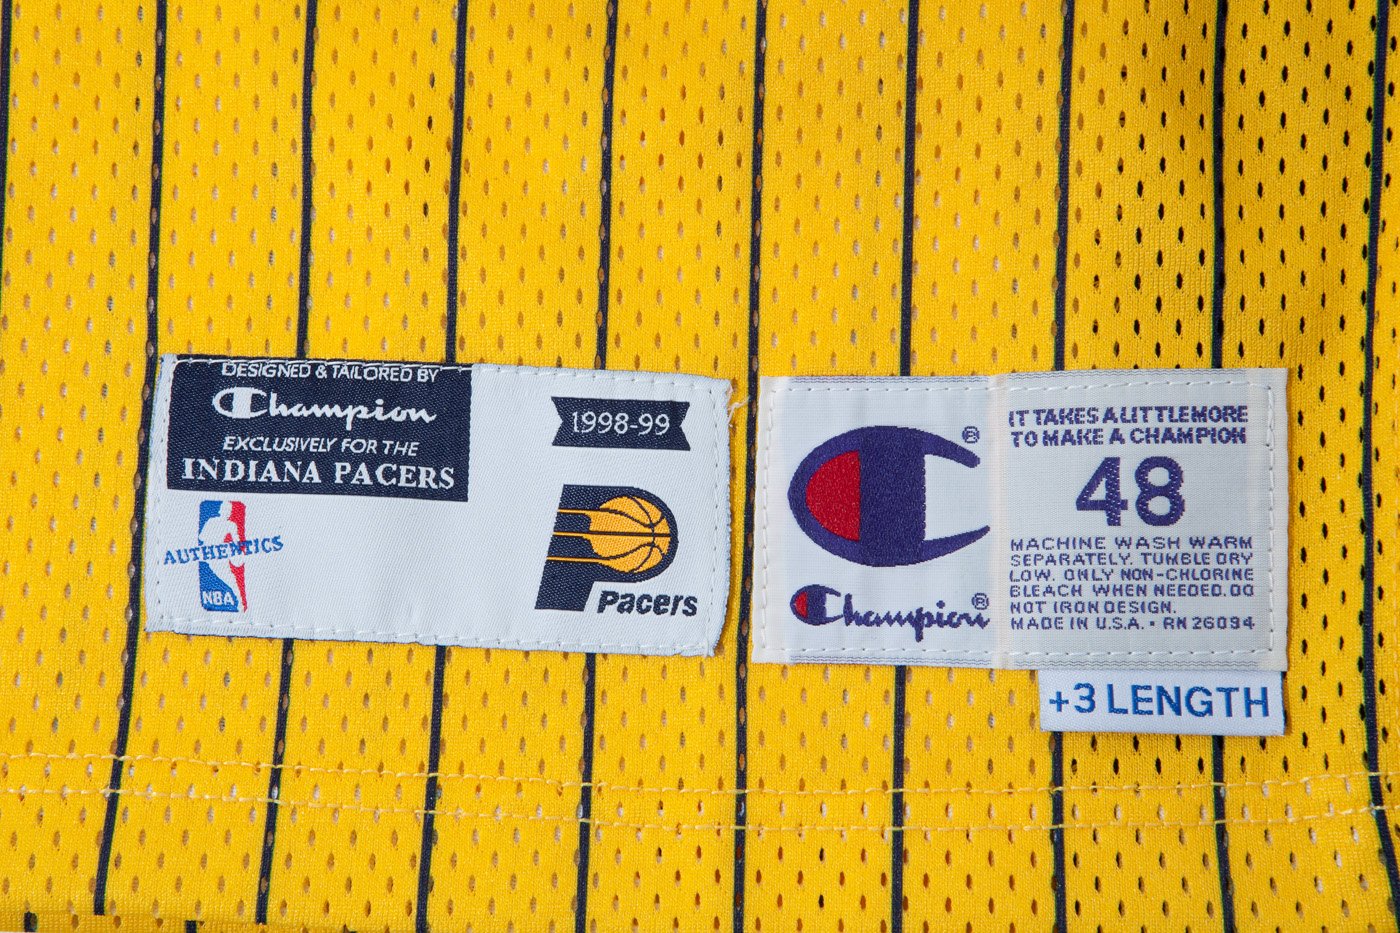 DESIGNED & TAILORED BY
Champion
EXCLUSIVELY FOR THE
INDIANA PACERS
1998-99
AUTHENTICS
NBA
Pacers
®
Champion®
IT TAKES A LITTLE MORE
TO MAKE A CHAMPION
48
MACHINE WASH WARM
SEPARATELY. TUMBLE DRY
LOW. ONLY NON-CHLORINE
BLEACH WHEN NEEDED. DO
NOT IRON DESIGN.
MADE IN U.S.A. • RN 26094
+3 LENGTH